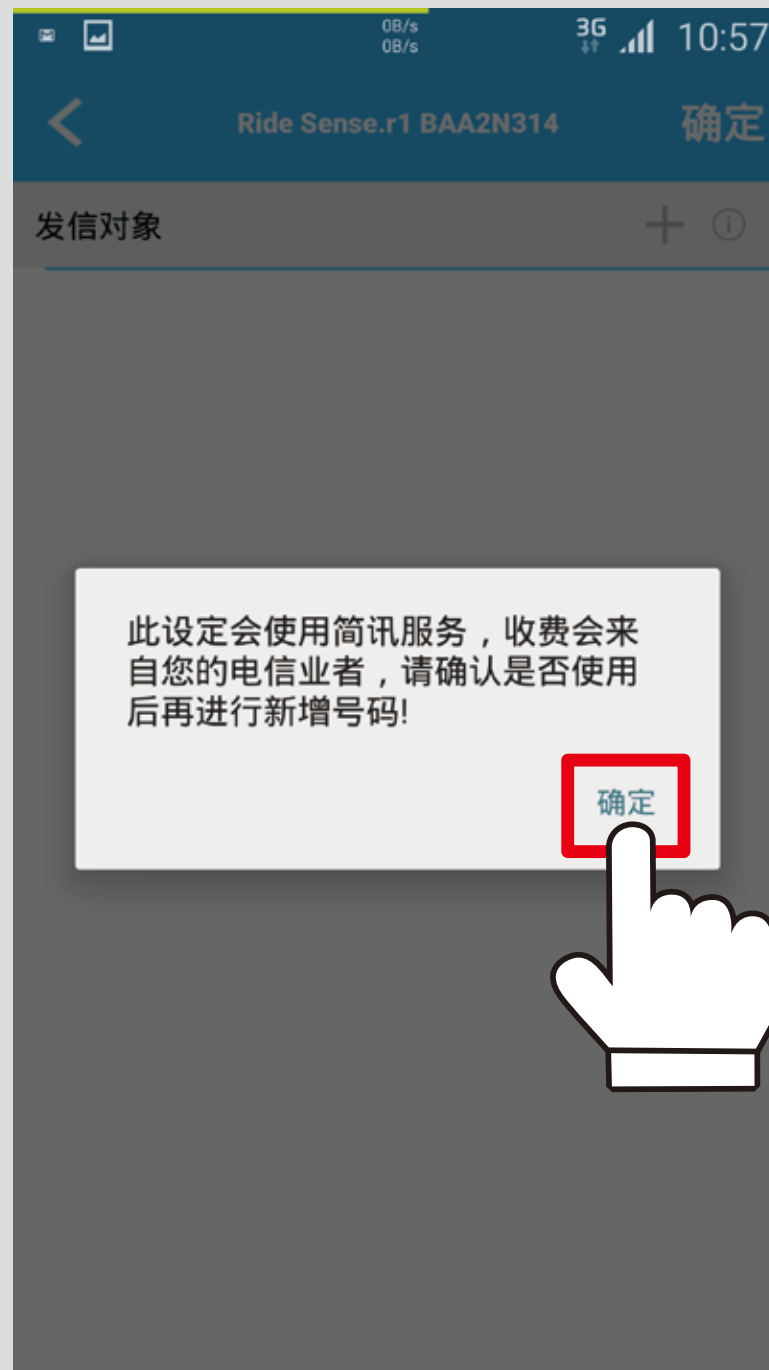 0B/s
0B/s
3G
10:57
Ride Sense.r1 BAA2N314
确定
发信对象
此设定会使用简讯服务，收费会来
自您的电信业者，请确认是否使用
后再进行新增号码!
确定